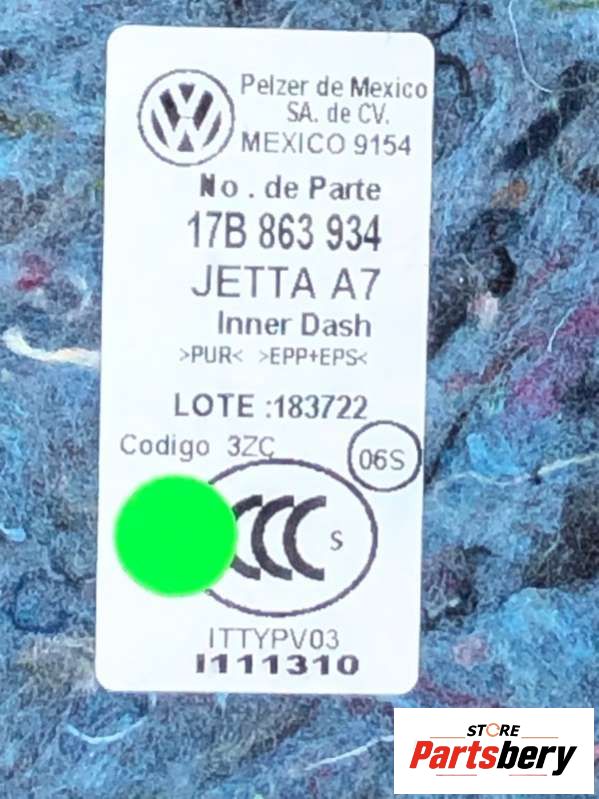 Pelzer de Mexico
SA. de CV.
MEXICO 9154
No . de Parte
17B 863 934
JETTA A7
Inner Dash
>PUR< >EPP+EPS<
LOTE :183722
Codigo 3ZC
06S
CCC S
ITTYPV03
I111310
STORE
Partsbery